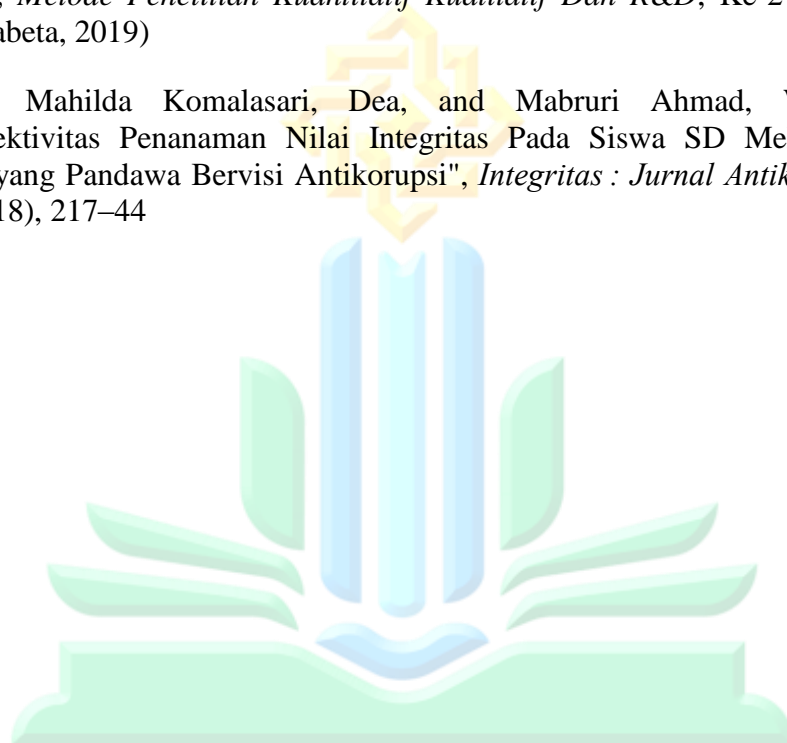 Metode Penelitian Kuantitatif Kualitatif Dan R&D, Ke-2
abeta, 2019)
Mahilda Komalasari, Dea, and Mabruri Ahmad,
ektivitas Penanaman Nilai Integritas Pada Siswa SD Me
yang Pandawa Bervisi Antikorupsi", Integritas : Jurnal Antik
18), 217–44